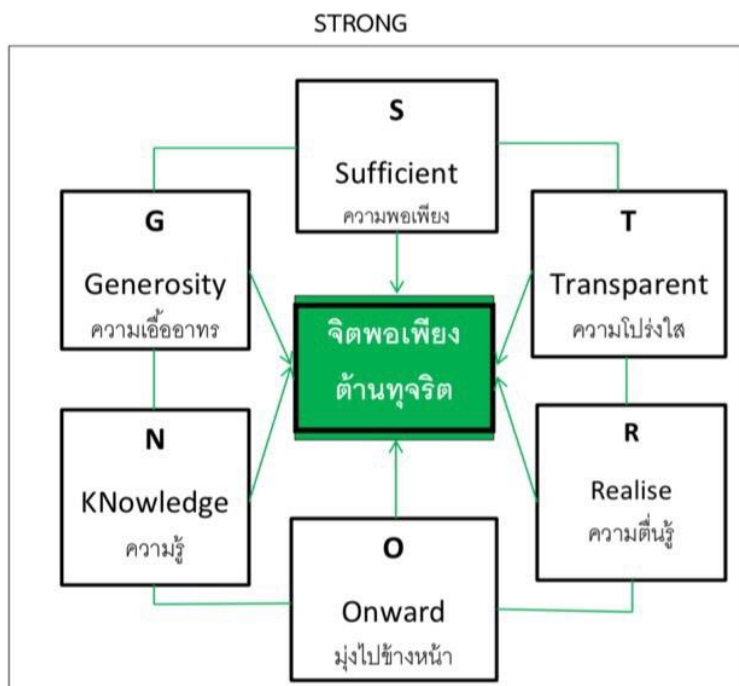 STRONG
S
Sufficient
ความพอเพียง
G
Generosity
ความเอื้ออาทร
T
Transparent
ความโปร่งใส
จิตพอเพียง
ต้านทุจริต
N
KNowledge
ความรู้
R
Realise
ความตื่นรู้
O
Onward
มุ่งไปข้างหน้า